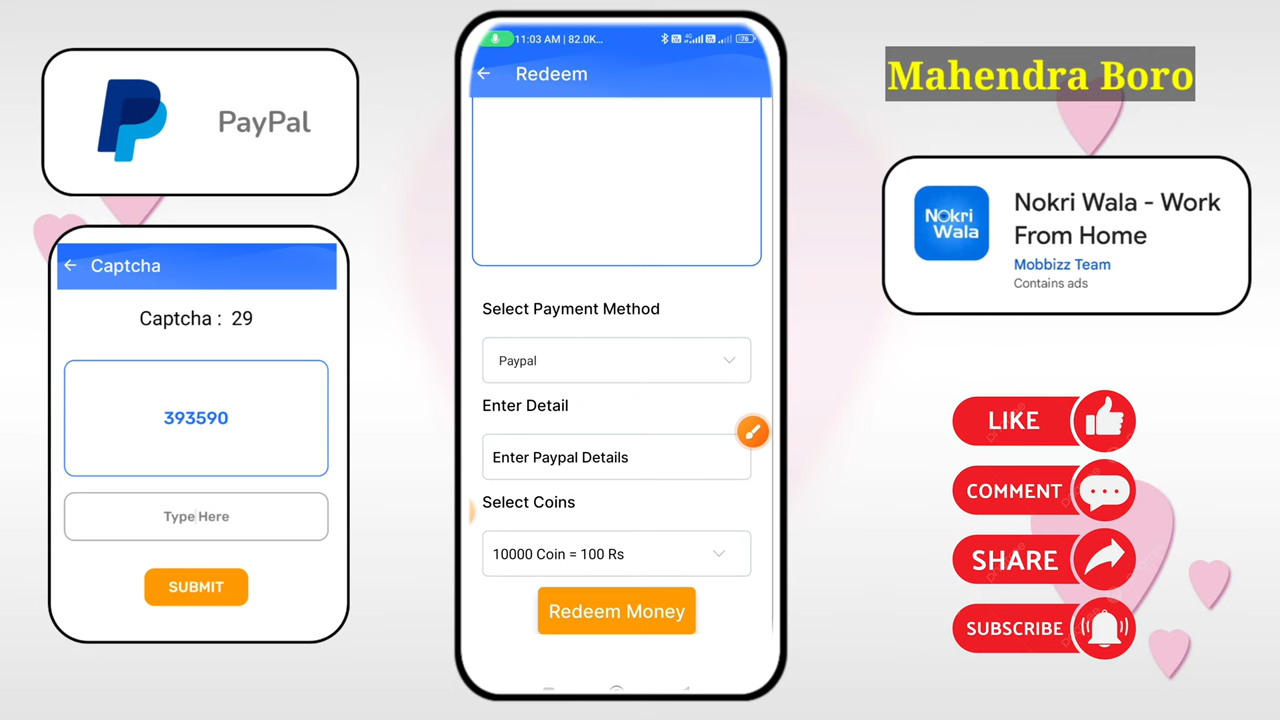 PayPal
Captcha
Captcha : 29
393590
Type Here
SUBMIT
11:03 AM | 82.0K...
76
Redeem
Select Payment Method
Paypal
Enter Detail
Enter Paypal Details
Select Coins
10000 Coin = 100 Rs
Redeem Money
Mahendra Boro
Nokri
Wala
Nokri Wala - Work
From Home
Mobbizz Team
Contains ads
LIKE
COMMENT
SHARE
SUBSCRIBE